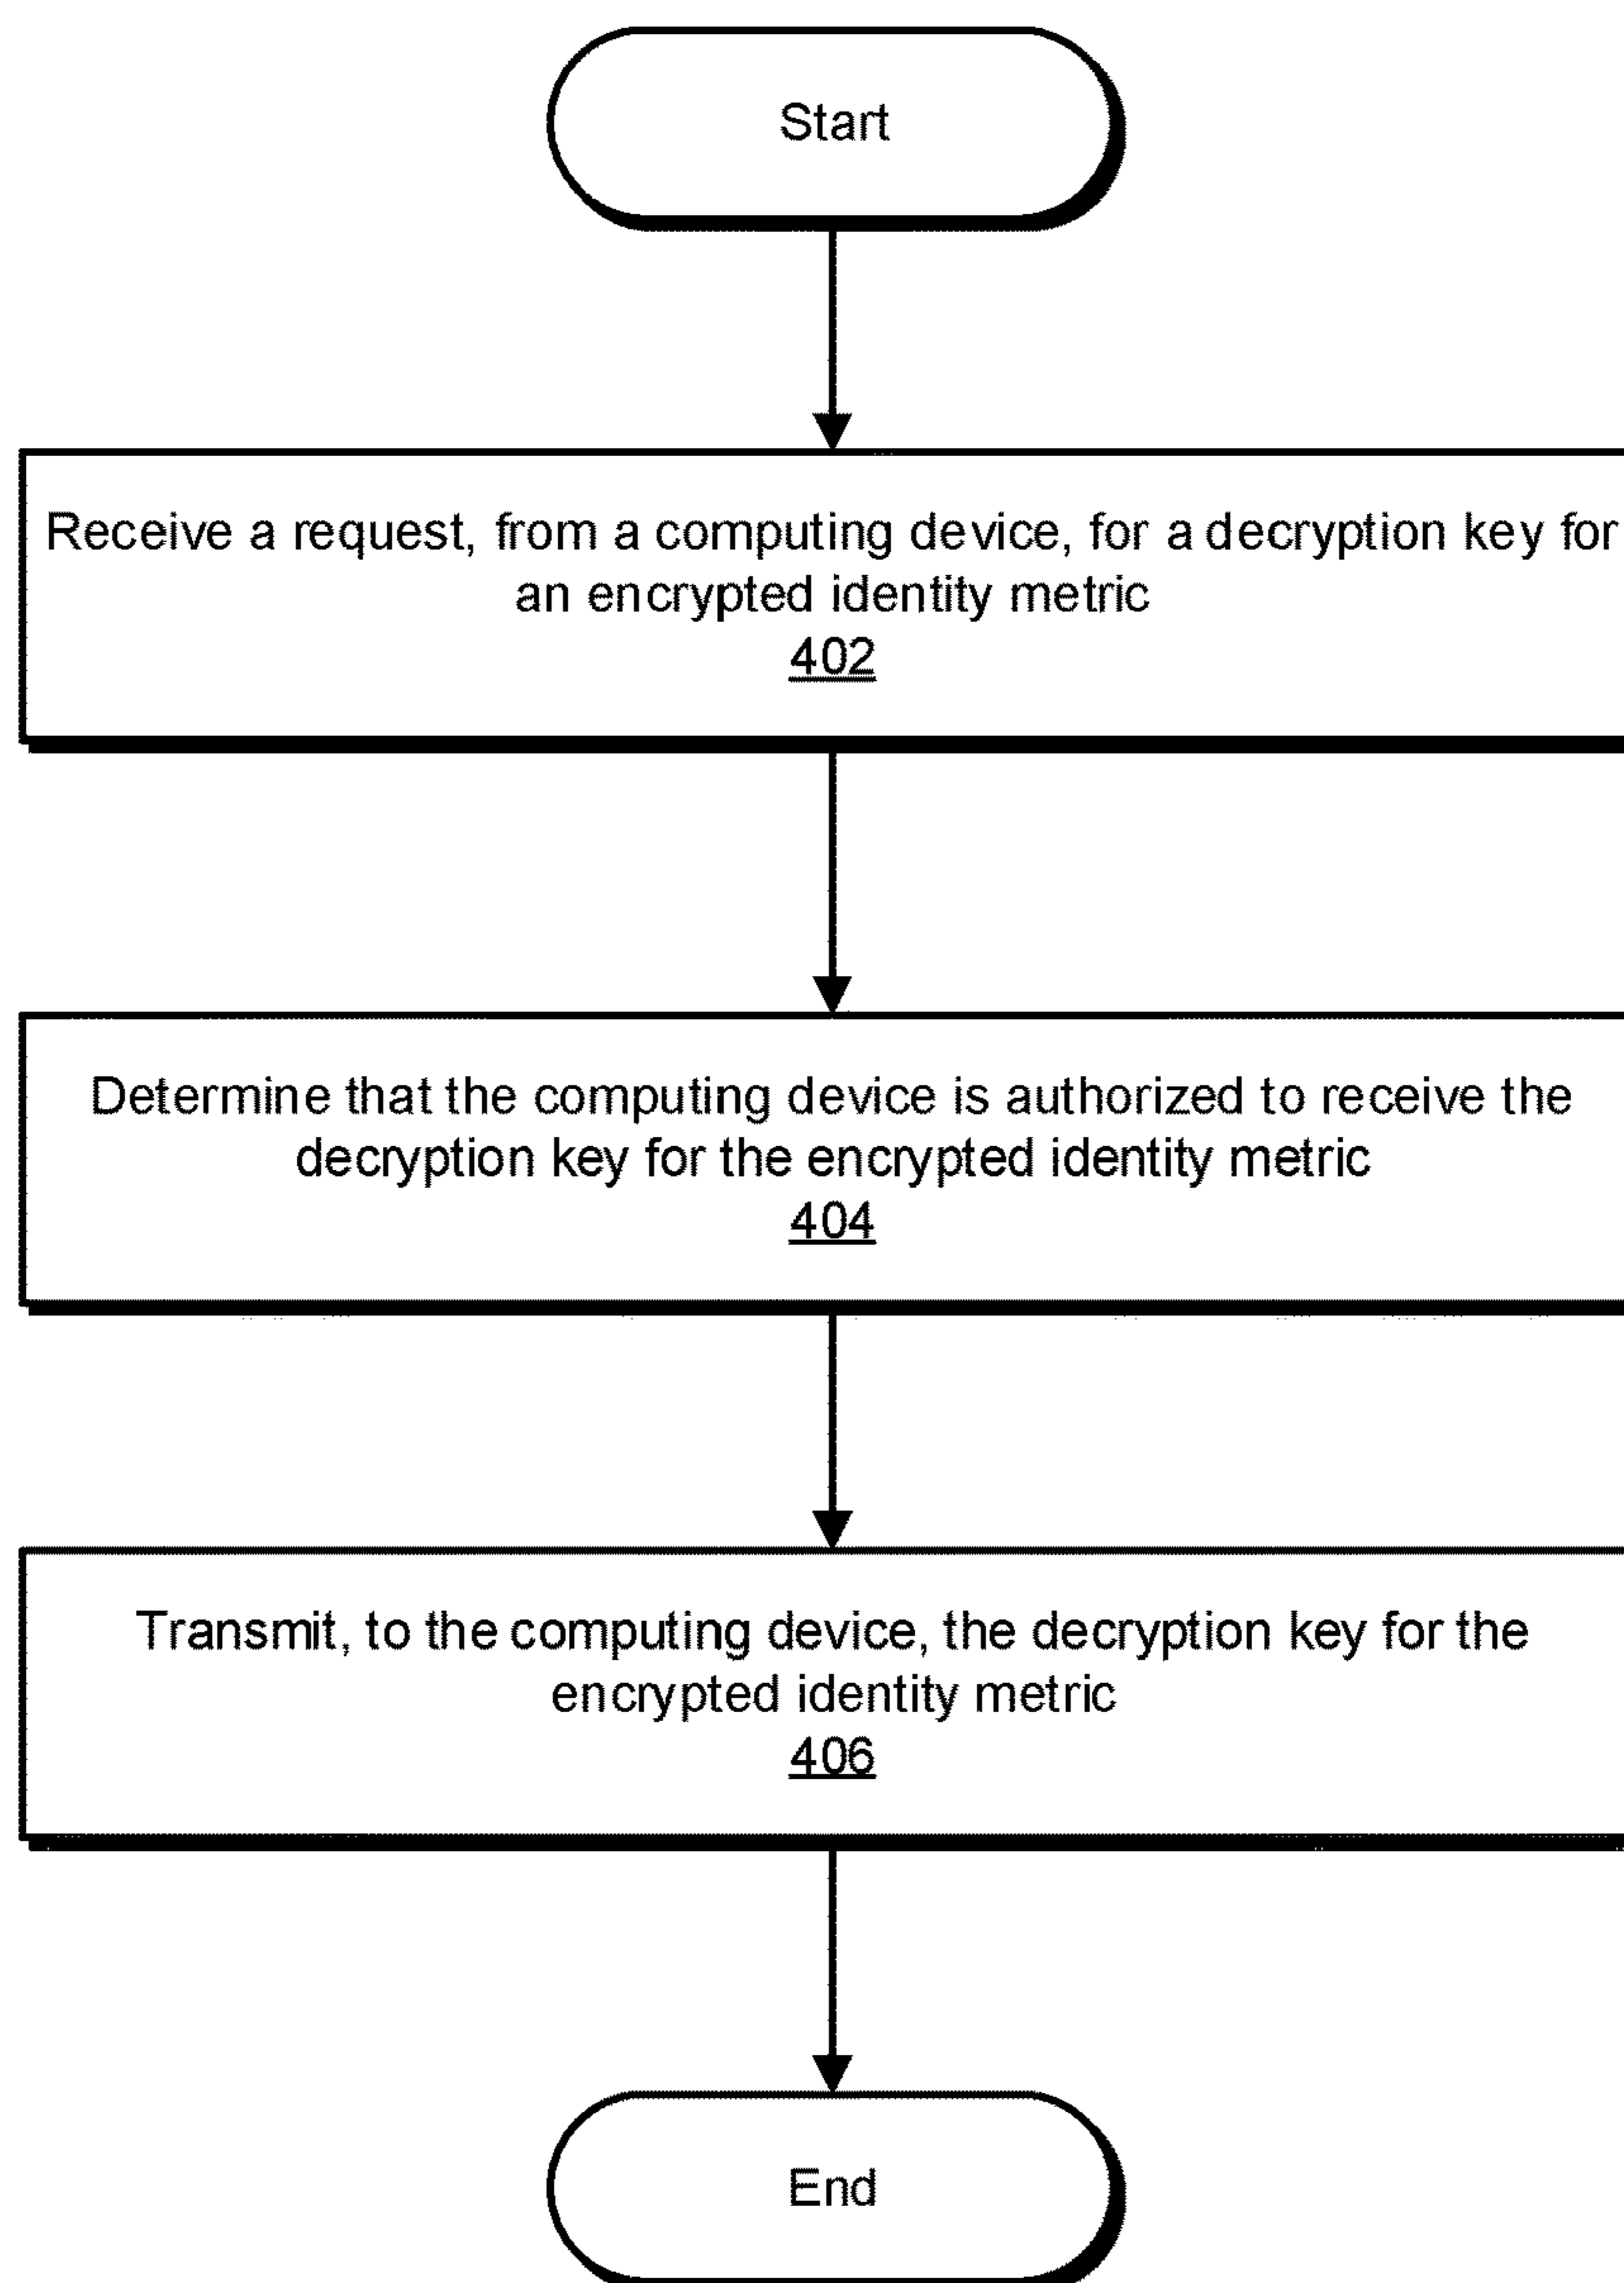 Start
Receive a request, from a computing device, for a decryption key for
an encrypted identity metric
402
Determine that the computing device is authorized to receive the
decryption key for the encrypted identity metric
404
Transmit, to the computing device, the decryption key for the
encrypted identity metric
406
End